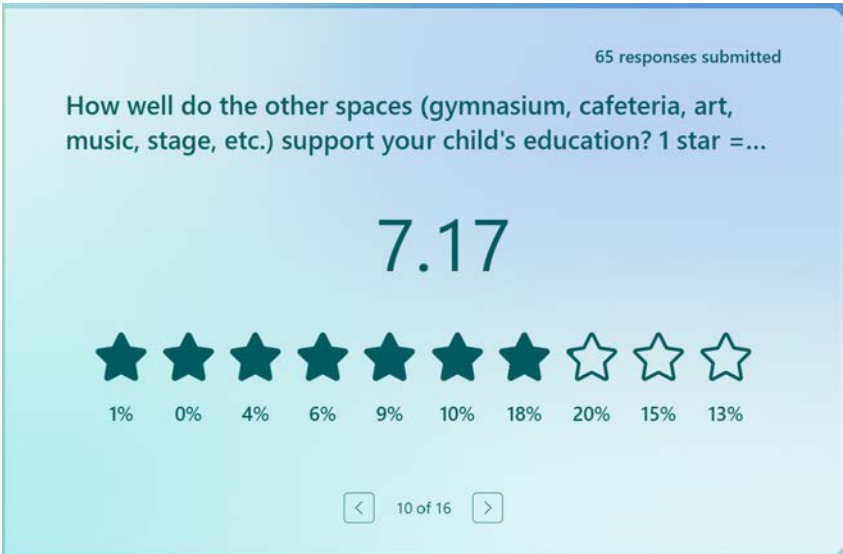 65 responses submitted
How well do the other spaces (gymnasium, cafeteria, art,
music, stage, etc.) support your child's education? 1 star =...
7.17
1% 0% 4% 6% 9% 10% 18% 20% 15% 13%
10 of 16